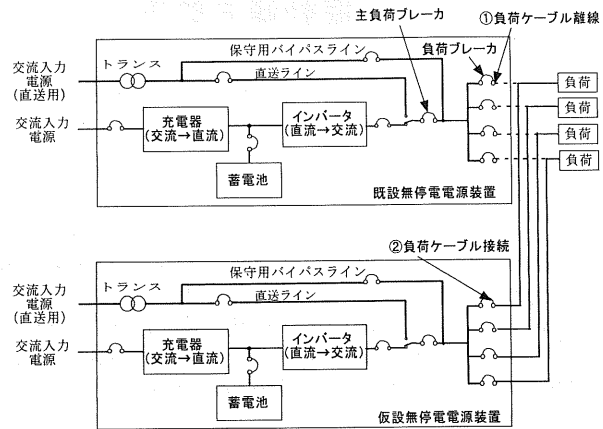 主負荷ブレーカ
①負荷ケーブル離線
トランス
保守用バイパスライン
負荷ブレーカ
交流入力
電源
(直送用)
直送ライン
負荷
負荷
負荷
負荷
交流入力
電源
充電器
(交流→直流)
インバータ
(直流→交流)
蓄電池
既設無停電電源装置
②負荷ケーブル接続
トランス
保守用バイパスライン
交流入力
電源
(直送用)
直送ライン
交流入力
電源
充電器
(交流→直流)
インバータ
(直流→交流)
蓄電池
仮設無停電電源装置